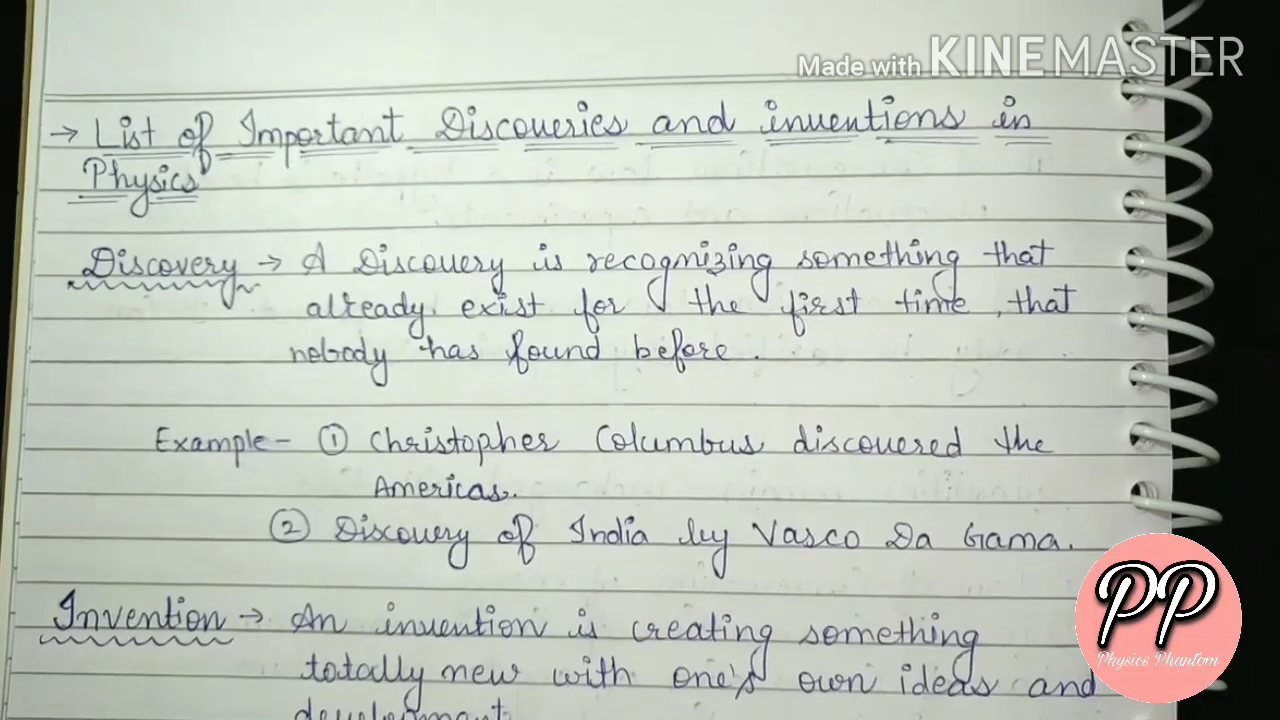 Made with KINEMASTER
→ List of Important Discoveries and inventions in
Physics
Discovery → A Discovery is recognizing something that
already exist for the first time, that
nobody has found before.
Example - ① Christopher Columbus discovered the
Americas.
② Discovery of India by Vasco Da Gama.
Invention → An invention is creating something
totally new with one's own ideas and
development.
PP
Physics Phantom